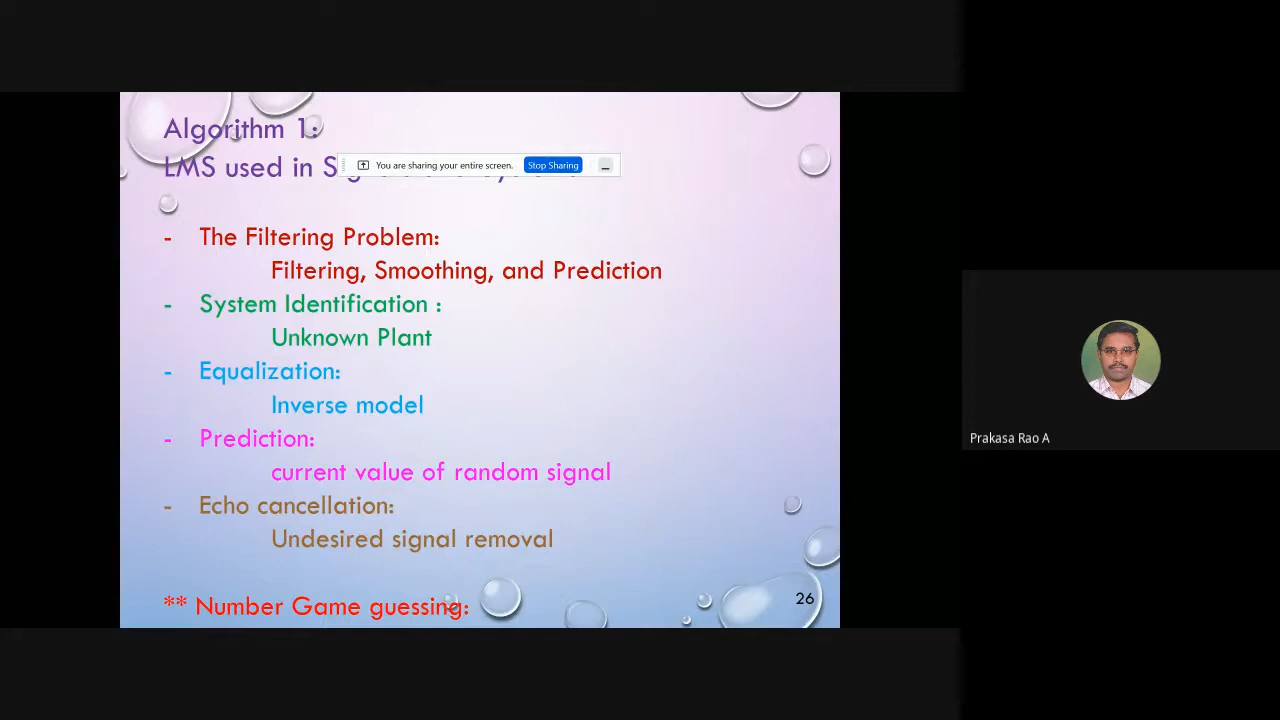 Algorithm 1:
LMS used in
You are sharing your entire screen. Stop Sharing
- The Filtering Problem:
Filtering, Smoothing, and Prediction
- System Identification :
Unknown Plant
- Equalization:
Inverse model
- Prediction:
current value of random signal
- Echo cancellation:
Undesired signal removal
** Number Game guessing:
26
Prakasa Rao A